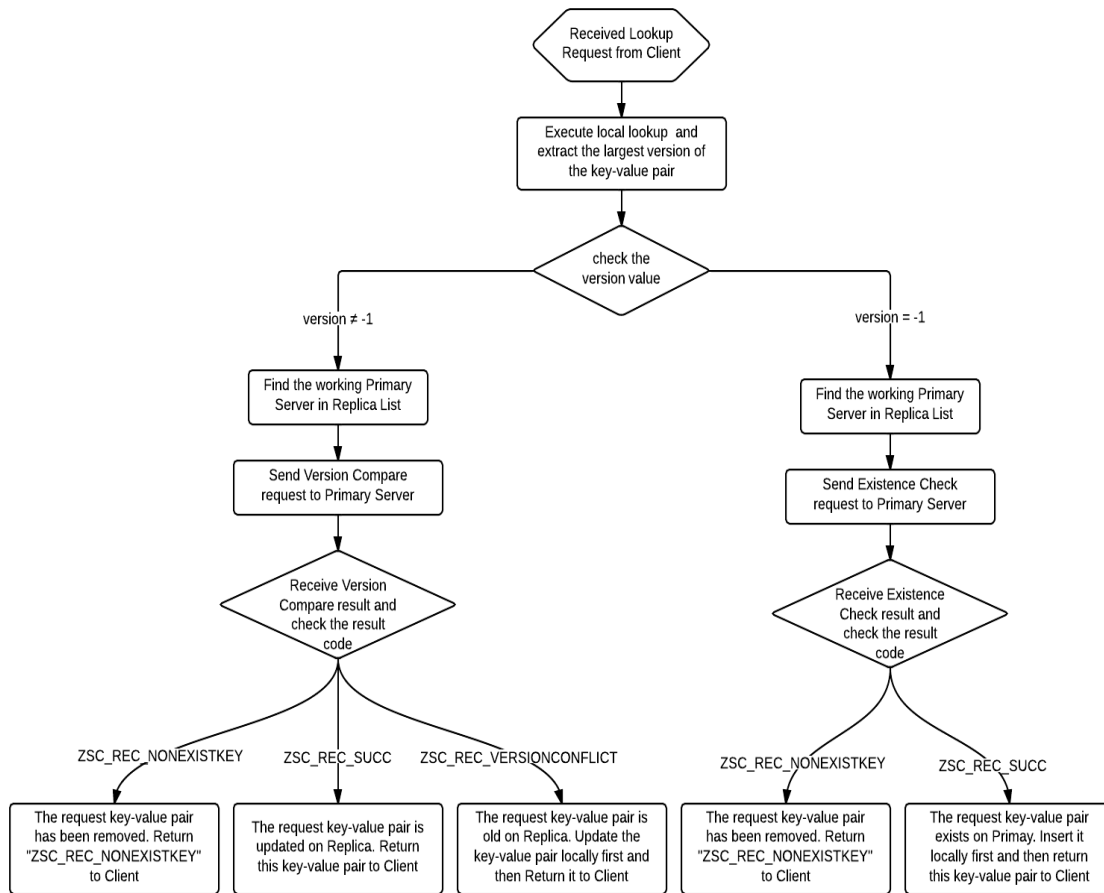 Received Lookup
Request from Client
Execute local lookup and
extract the largest version of
the key-value pair
check the
version value
version ≠ -1
version = -1
Find the working Primary
Server in Replica List
Find the working Primary
Server in Replica List
Send Version Compare
request to Primary Server
Send Existence Check
request to Primary Server
Receive Version
Compare result and
check the result
code
Receive Existence
Check result and
check the result
code
ZSC_REC_NONEXISTKEY
ZSC_REC_SUCC
ZSC_REC_VERSIONCONFLICT
ZSC_REC_NONEXISTKEY
ZSC_REC_SUCC
The request key-value pair
has been removed. Return
"ZSC_REC_NONEXISTKEY"
to Client
The request key-value pair is
updated on Replica. Return
this key-value pair to Client
The request key-value pair is
old on Replica. Update the
key-value pair locally first and
then Return it to Client
The request key-value pair
has been removed. Return
"ZSC_REC_NONEXISTKEY"
to Client
The request key-value pair
exists on Primay. Insert it
locally first and then return
this key-value pair to Client